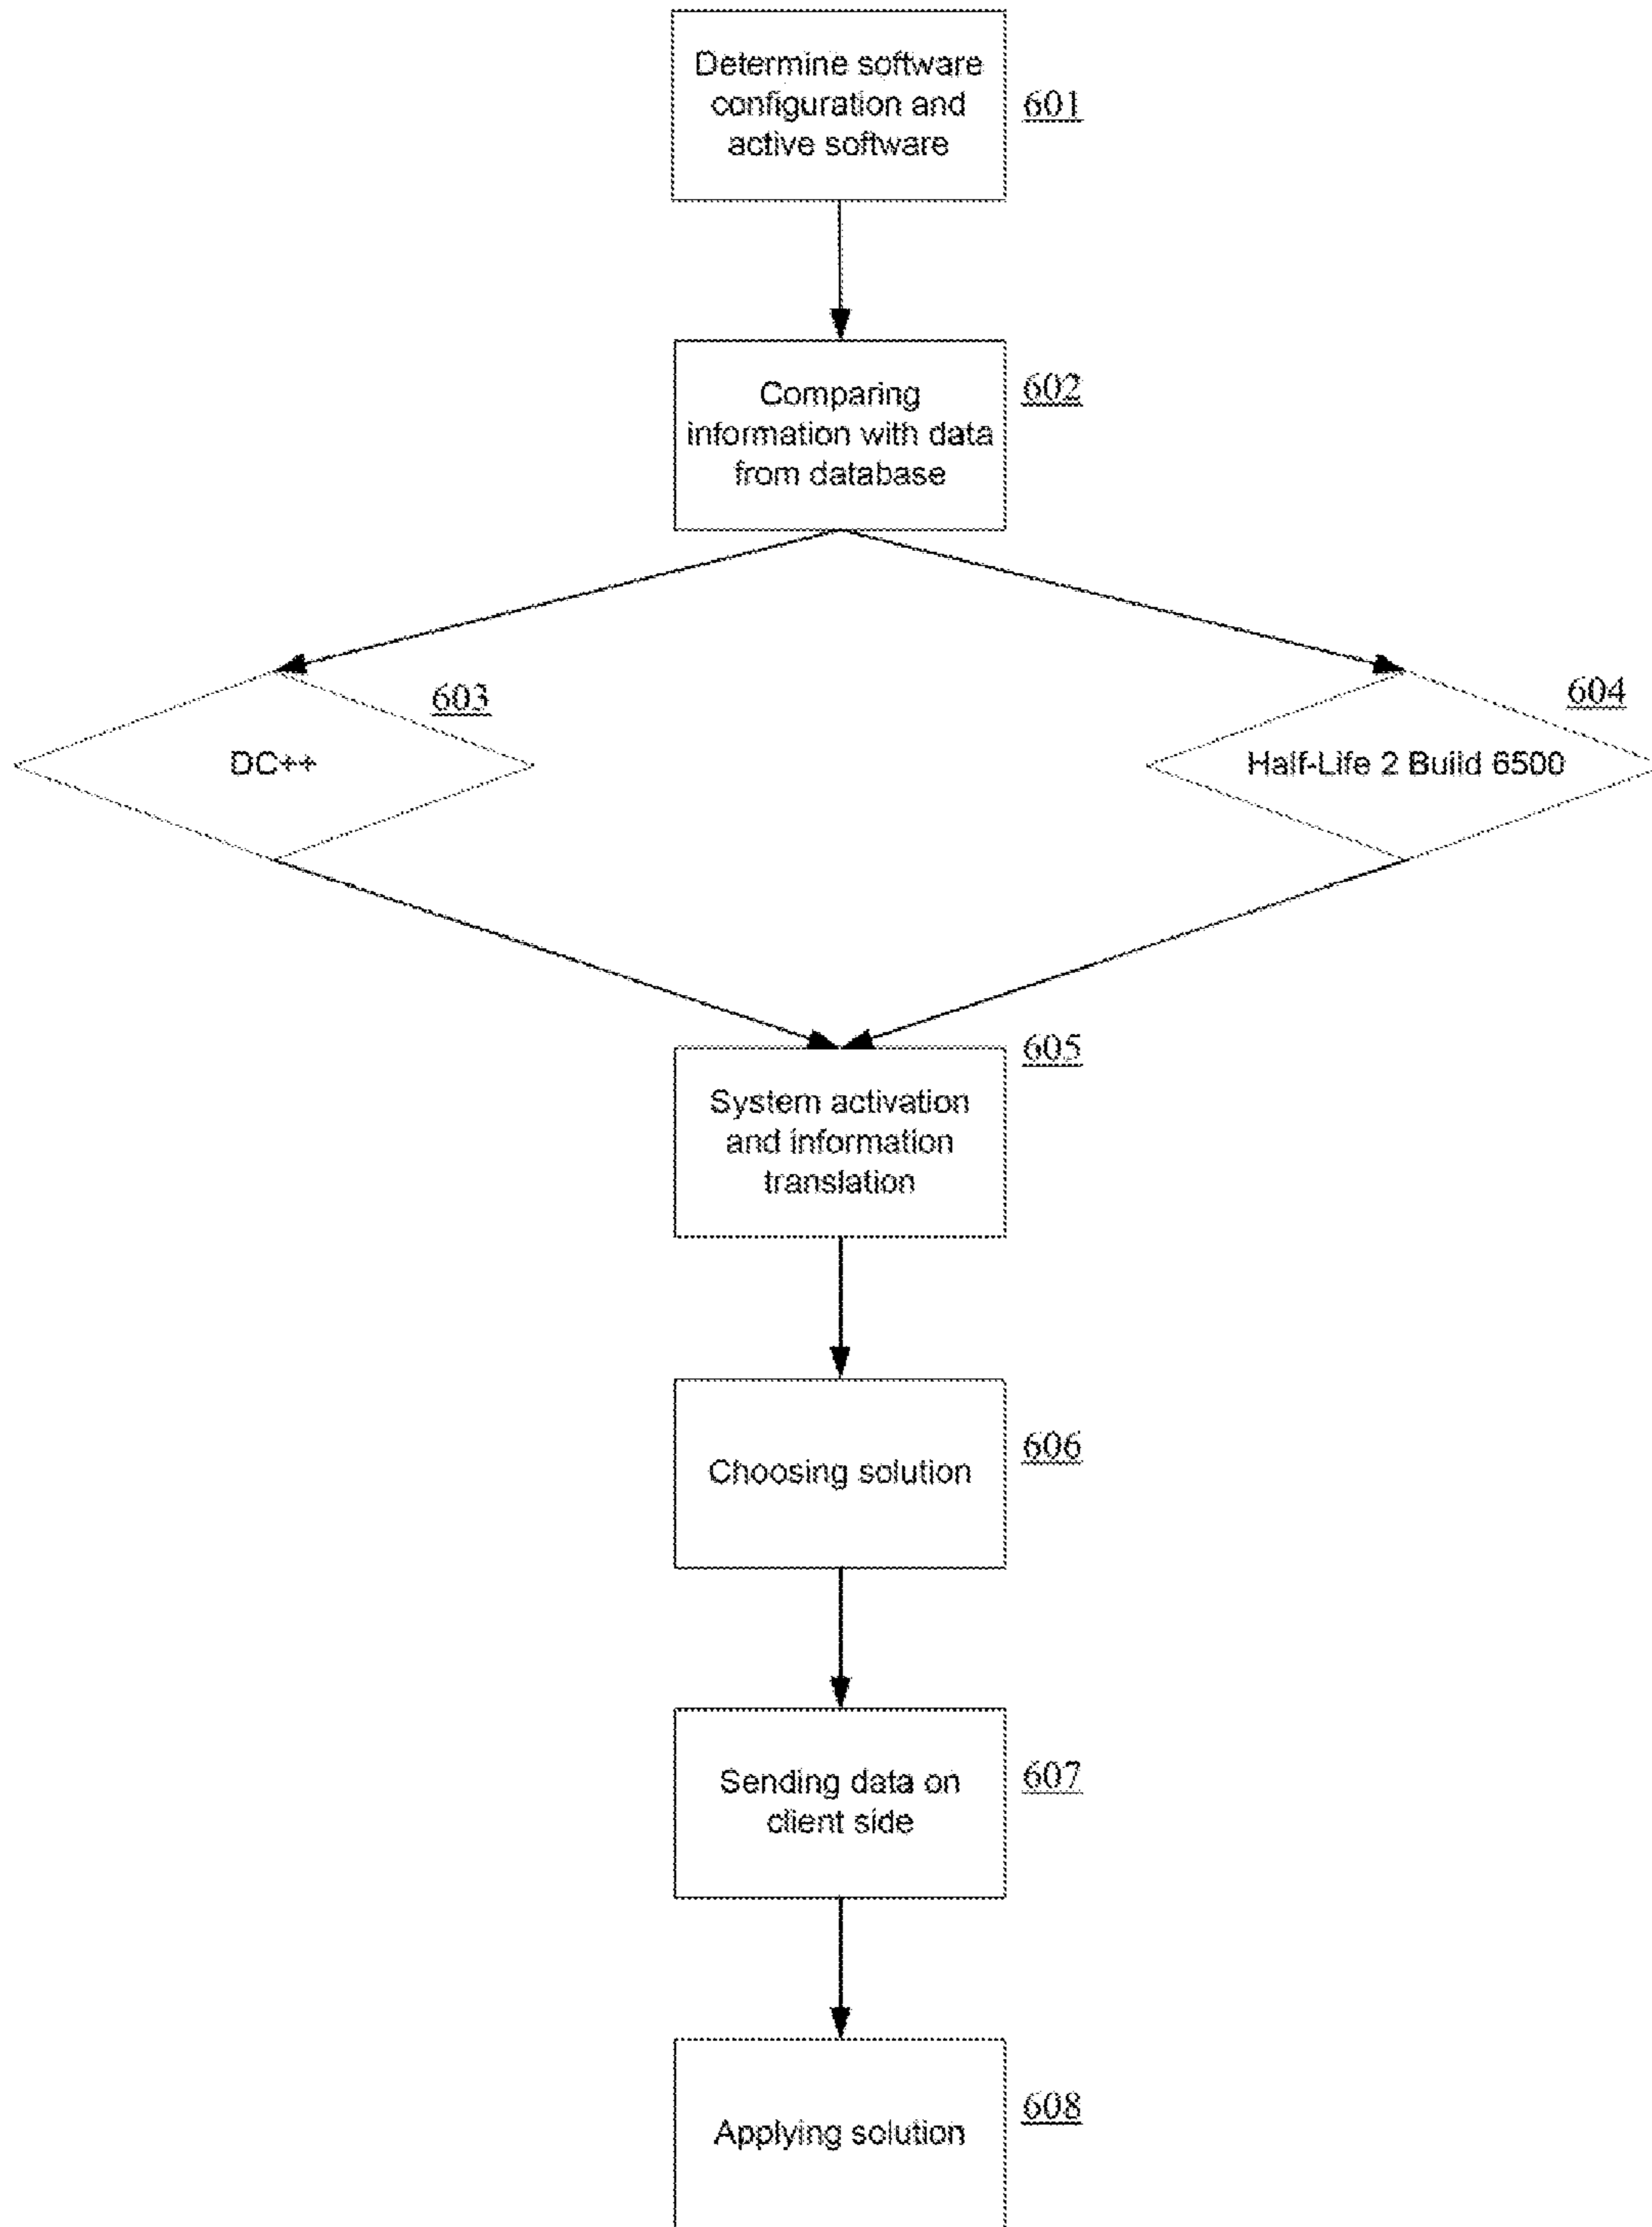 Determine software
configuration and
active software
601
Comparing
information with data
from database
602
603
DC++
604
Half-Life 2 Build 6500
605
System activation
and information
translation
606
Choosing solution
607
Sending data on
client side
608
Applying solution